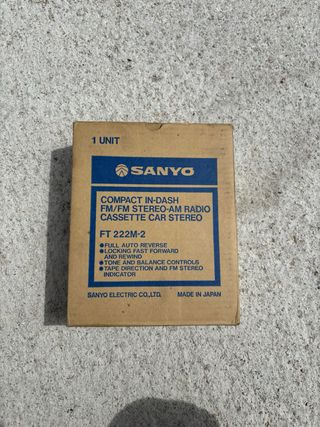 1 UNIT
SANYO
COMPACT IN-DASH
FM/FM STEREO-AM RADIO
CASSETTE CAR STEREO
FT 222M-2
●FULL AUTO REVERSE
●LOCKING FAST FORWARD
AND REWIND
●TONE AND BALANCE CONTROLS
●TAPE DIRECTION AND FM STEREO
INDICATOR
SANYO ELECTRIC CO.,LTD. MADE IN JAPAN